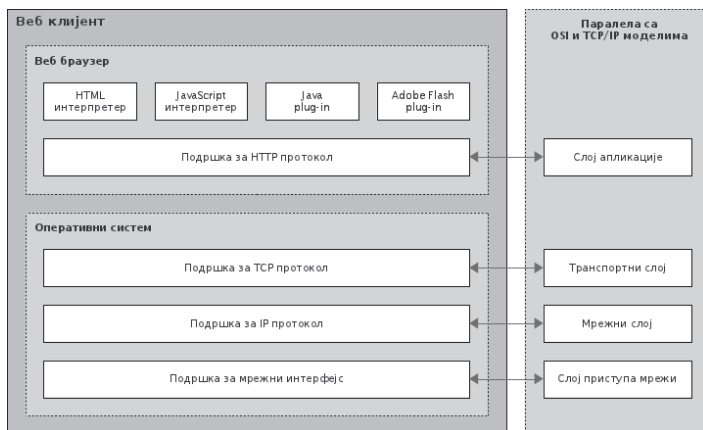 Веб клијент
Веб браузер
HTML
интерпретер
JavaScript
интерпретер
Java
plug-in
Adobe Flash
plug-in
Подршка за HTTP протокол
Оперативни систем
Подршка за TCP протокол
Подршка за IP протокол
Подршка за мрежни интерфејс
Паралела са
OSI и TCP/IP моделима
Слој апликације
Транспортни слој
Мрежни слој
Слој приступа мрежи